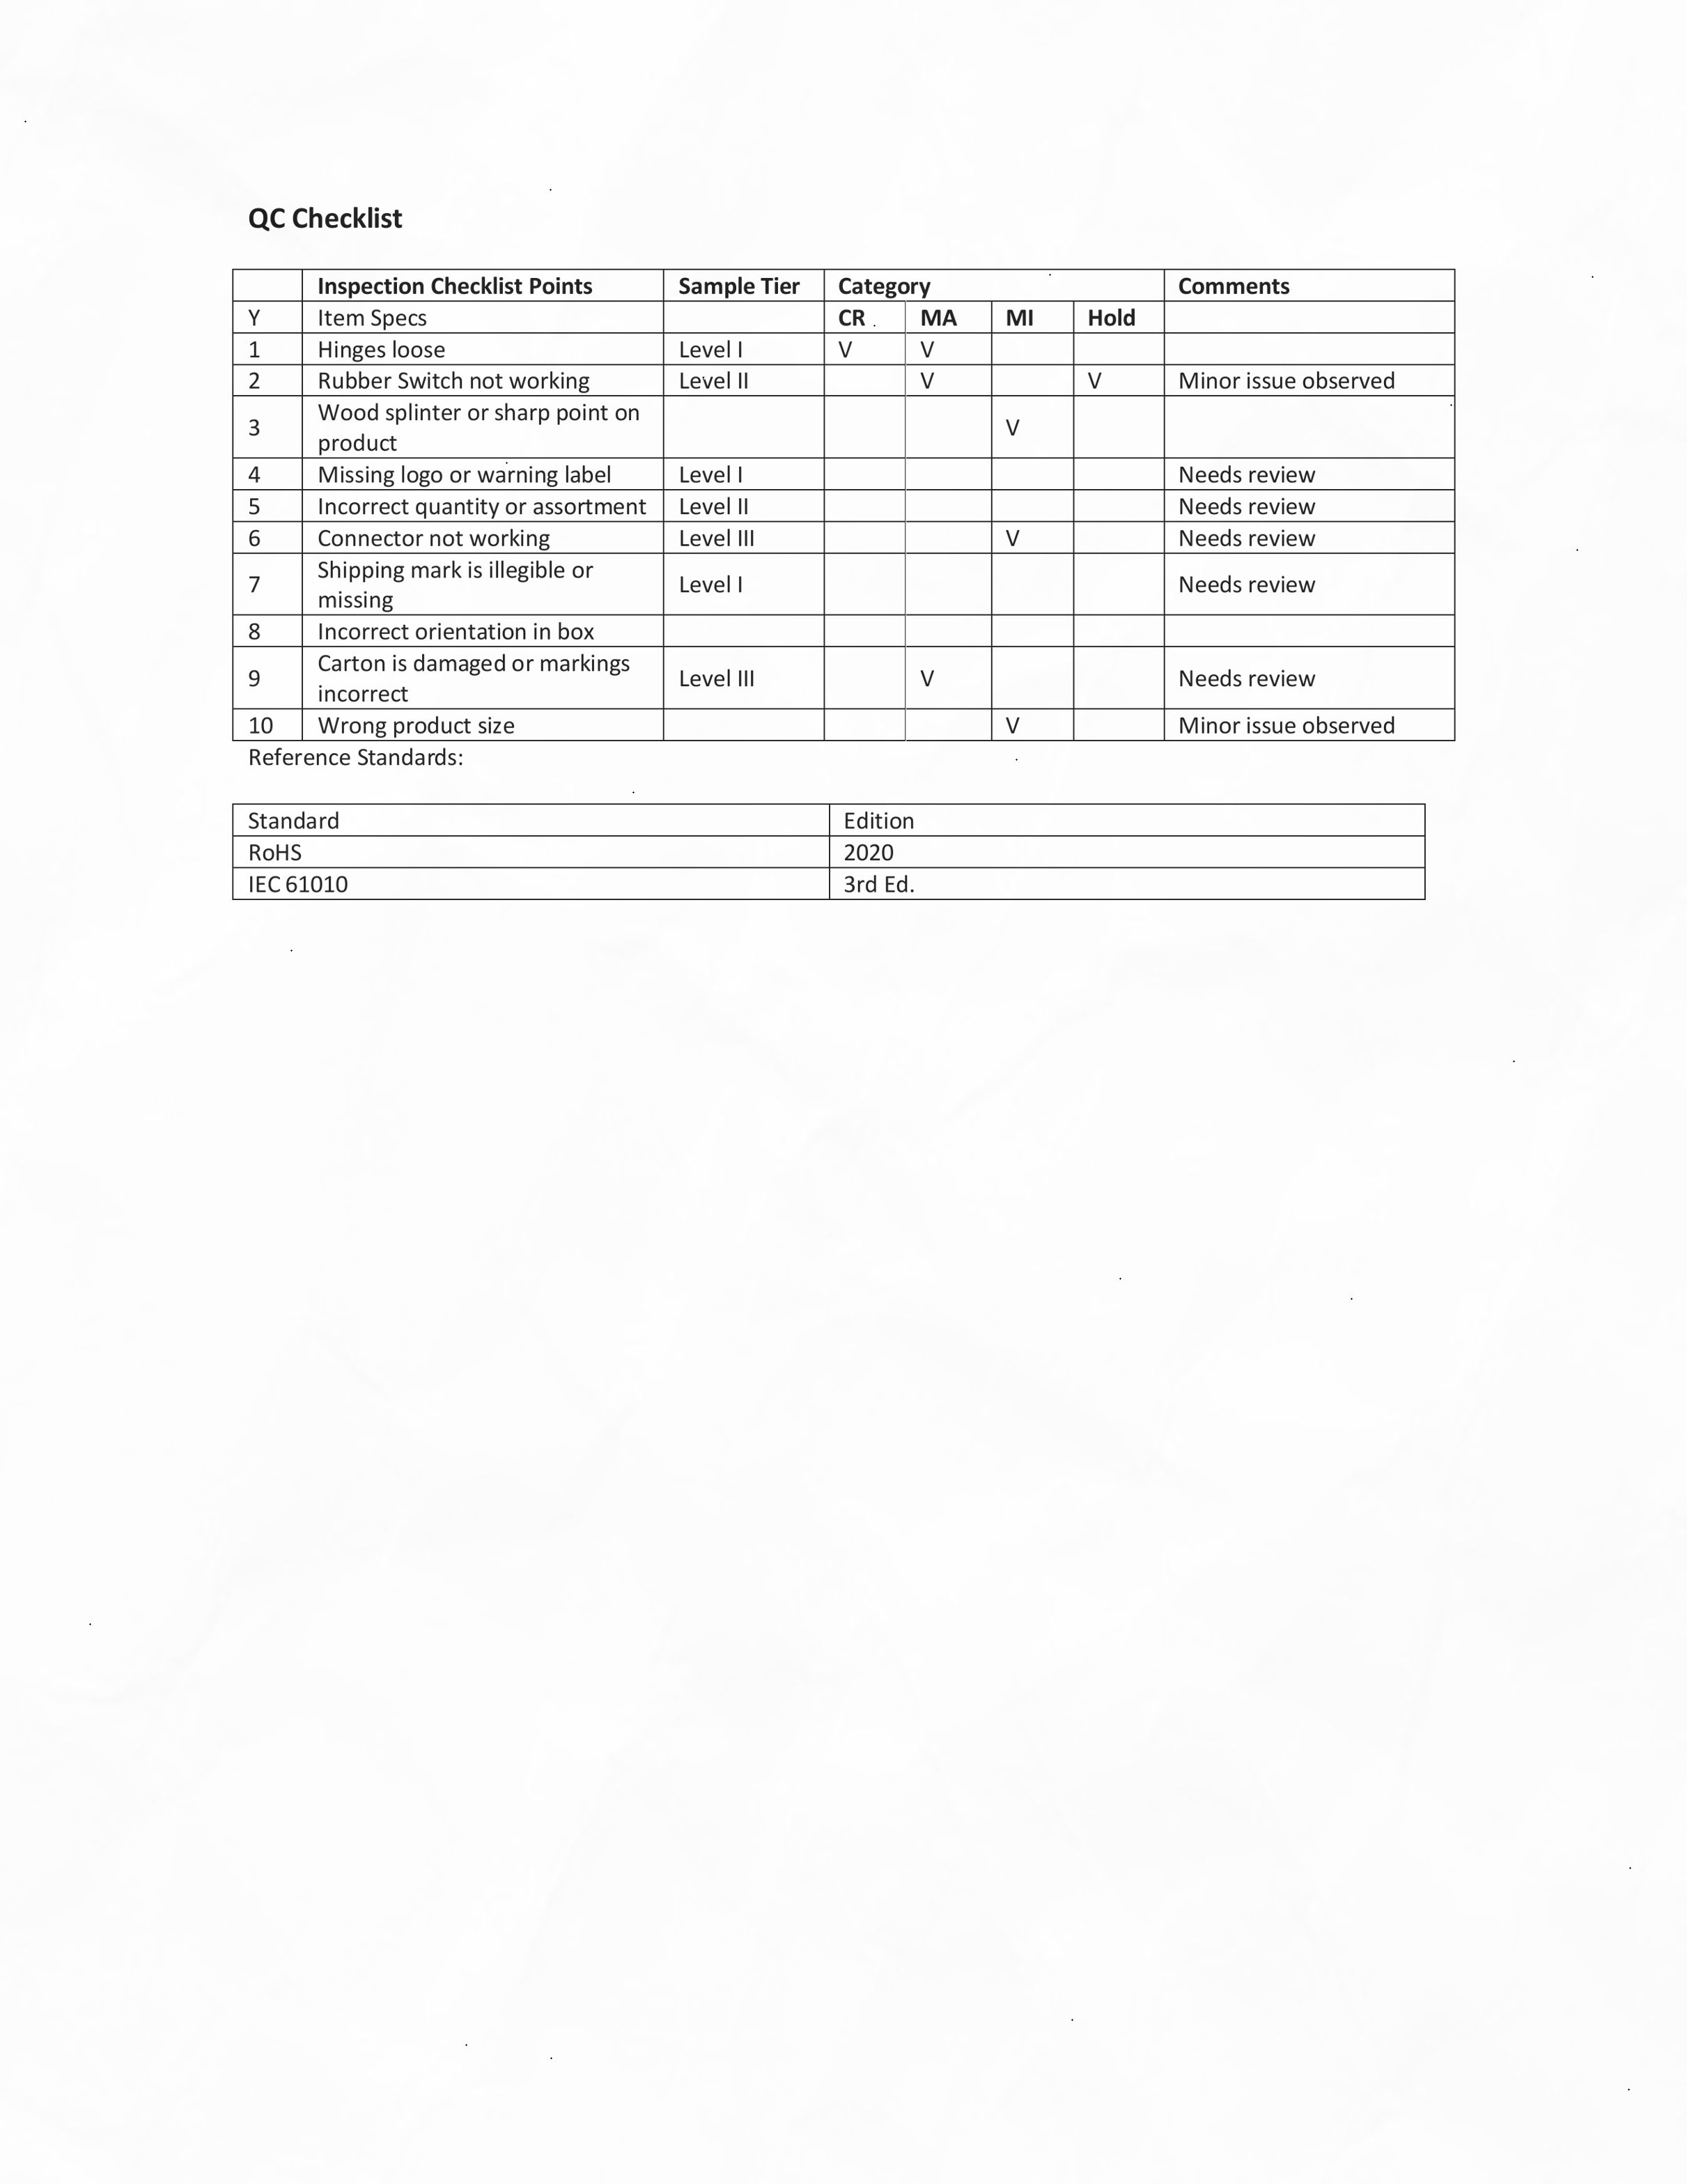 QC Checklist
Inspection Checklist Points Sample Tier Category Comments
Y Item Specs CR MA MI Hold
1 Hinges loose Level I V V
2 Rubber Switch not working Level II V V Minor issue observed
3 Wood splinter or sharp point on
product V
4 Missing logo or warning label Level I Needs review
5 Incorrect quantity or assortment Level II Needs review
6 Connector not working Level III V Needs review
7 Shipping mark is illegible or
missing Level I Needs review
8 Incorrect orientation in box
9 Carton is damaged or markings
incorrect Level III V Needs review
10 Wrong product size V Minor issue observed
Reference Standards:
Standard Edition
RoHS 2020
IEC 61010 3rd Ed.